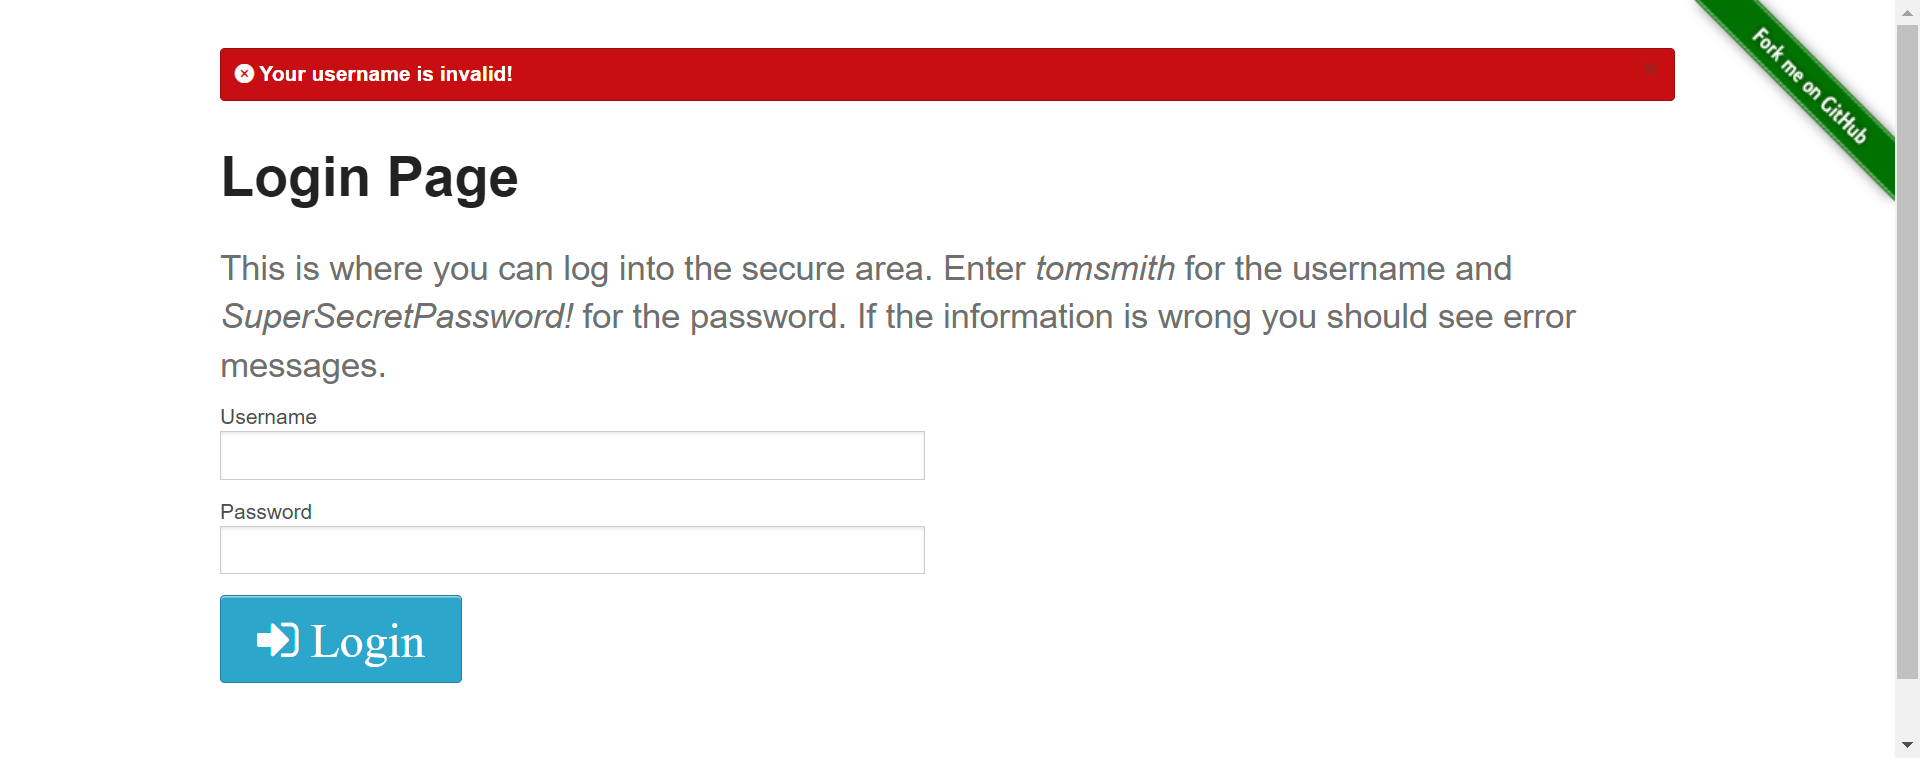 Your username is invalid!
Fork me on GitHub
Login Page
This is where you can log into the secure area. Enter tomsmith for the username and
SuperSecretPassword! for the password. If the information is wrong you should see error
messages.
Username
Password
Login